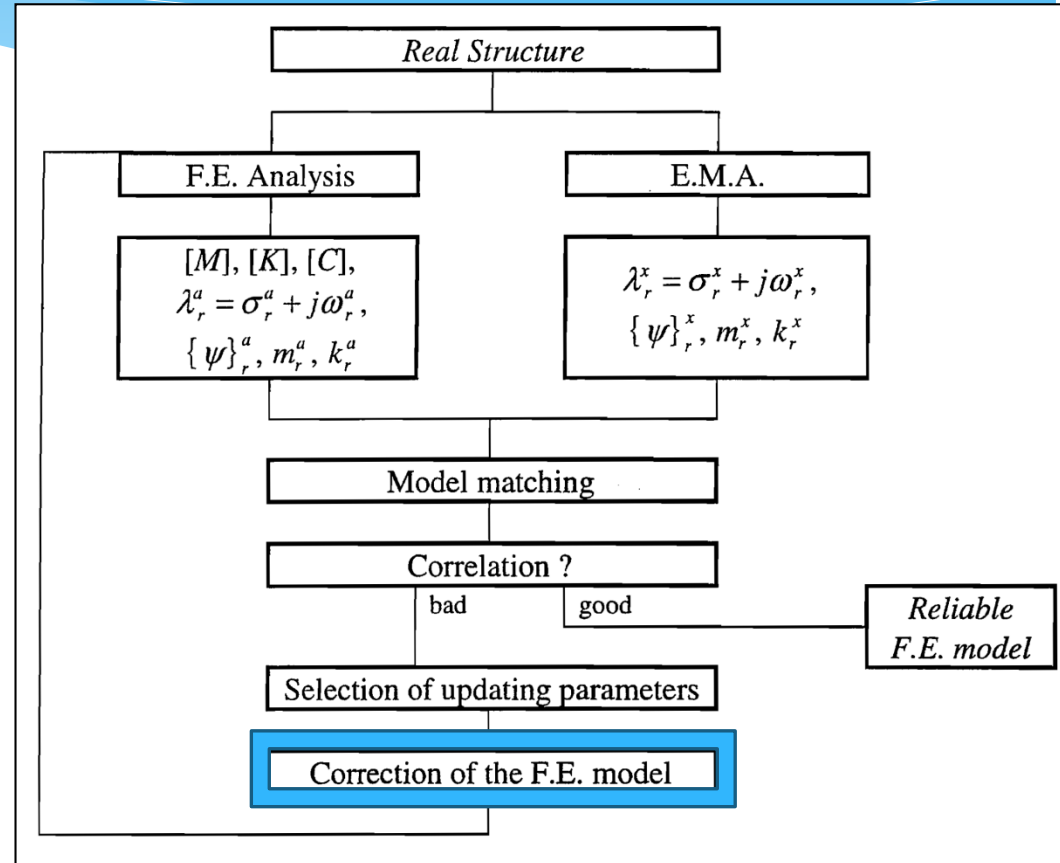 Real Structure
F.E. Analysis
E.M.A.
[M], [K], [C],
λ_r^a = σ_r^a + jω_r^a,
{ψ}_r^a, m_r^a, k_r^a
λ_r^x = σ_r^x + jω_r^x,
{ψ}_r^x, m_r^x, k_r^x
Model matching
Correlation ?
bad
good
Reliable
F.E. model
Selection of updating parameters
Correction of the F.E. model